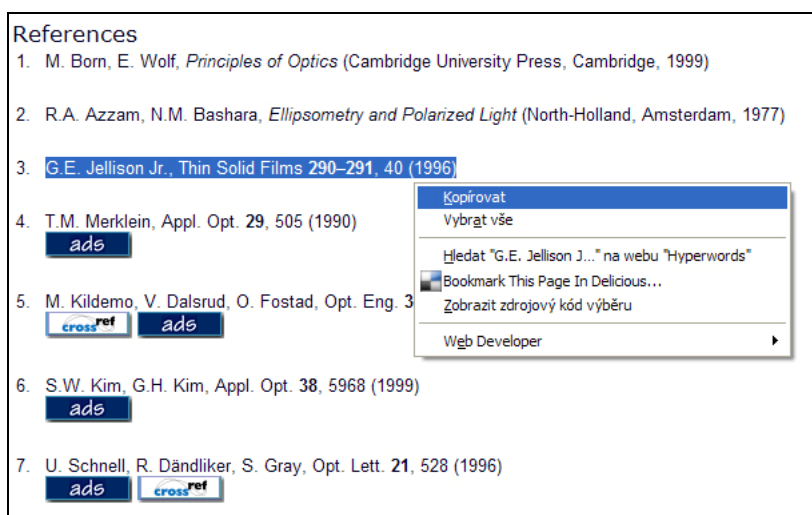 References
1. M. Born, E. Wolf, Principles of Optics (Cambridge University Press, Cambridge, 1999)
2. R.A. Azzam, N.M. Bashara, Ellipsometry and Polarized Light (North-Holland, Amsterdam, 1977)
3. G.E. Jellison Jr., Thin Solid Films 290–291, 40 (1996)
Kopírovat
Vybrat vše
Hledat "G.E. Jellison J..." na webu "Hyperwords"
Bookmark This Page In Delicious...
Zobrazit zdrojový kód výběru
Web Developer
4. T.M. Merklein, Appl. Opt. 29, 505 (1990)
ads
5. M. Kildemo, V. Dalsrud, O. Fostad, Opt. Eng. 3
crossref ads
6. S.W. Kim, G.H. Kim, Appl. Opt. 38, 5968 (1999)
ads
7. U. Schnell, R. Dändliker, S. Gray, Opt. Lett. 21, 528 (1996)
ads crossref